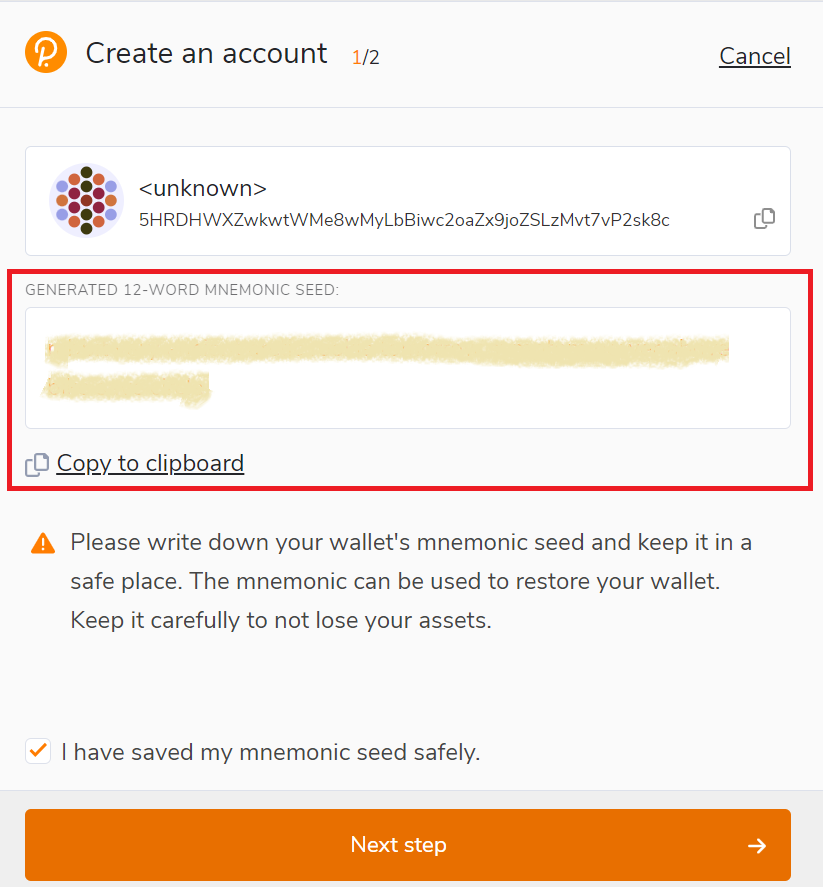 Create an account 1/2 Cancel
<unknown>
5HRDHWXZwkwtWMe8wMyLbBiwc2oaZx9joZSLzMvt7vP2sk8c
GENERATED 12-WORD MNEMONIC SEED:
Copy to clipboard
Please write down your wallet's mnemonic seed and keep it in a
safe place. The mnemonic can be used to restore your wallet.
Keep it carefully to not lose your assets.
I have saved my mnemonic seed safely.
Next step